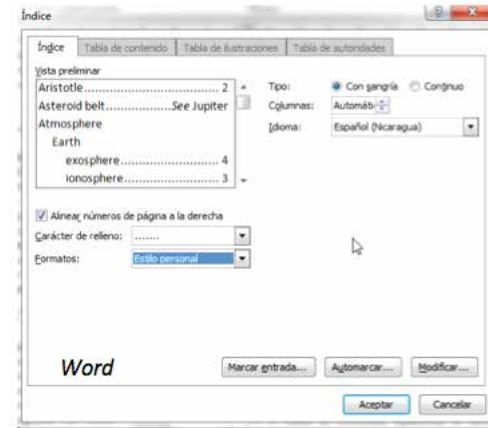 Índice
Índice Tabla de contenido Tabla de ilustraciones Tabla de autoridades
Vista preliminar
Aristotle.......................... 2
Asteroid belt.................See Jupiter
Atmosphere
Earth
exosphere....................... 4
ionosphere...................... 3
Tipo: Con sangría Continuo
Columnas: Automáti
Idioma: Español (Nicaragua)
Alinear números de página a la derecha
Carácter de relleno: .......
Formatos: Estilo personal
Word
Marcar entrada... Automarcar... Modificar...
Aceptar Cancelar